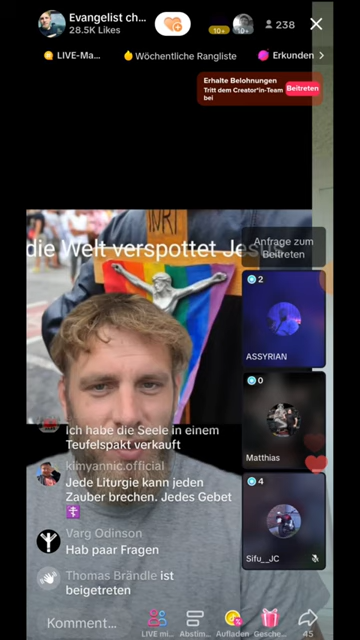 Evangelist ch...
28.5K Likes
10+
10+
238
LIVE-Ma...
Wöchentliche Rangliste
Erkunden
Erhalte Belohnungen
Tritt dem Creator*in-Team
bei
Beitreten
die Welt verspottet Jesus
Anfrage zum
Beitreten
2
ASSYRIAN
0
Matthias
4
Sifu__JC
Ich habe die Seele in einem
Teufelspakt verkauft
kimyannic.official
Jede Liturgie kann jeden
Zauber brechen. Jedes Gebet
☦️
Varg Odinson
Hab paar Fragen
Thomas Brändle ist
beigetreten
Kommentar...
LIVE mi...
Abstim...
Aufladen
Gesche...
45